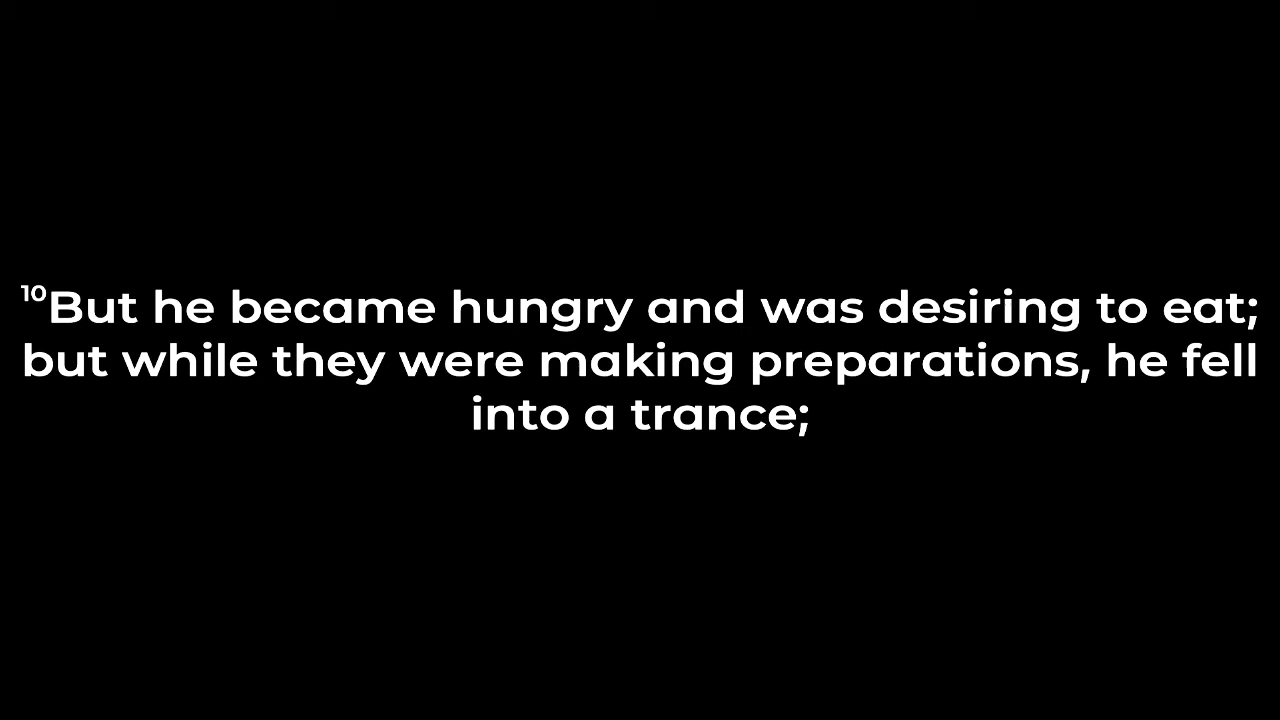 10But he became hungry and was desiring to eat;
but while they were making preparations, he fell
into a trance;